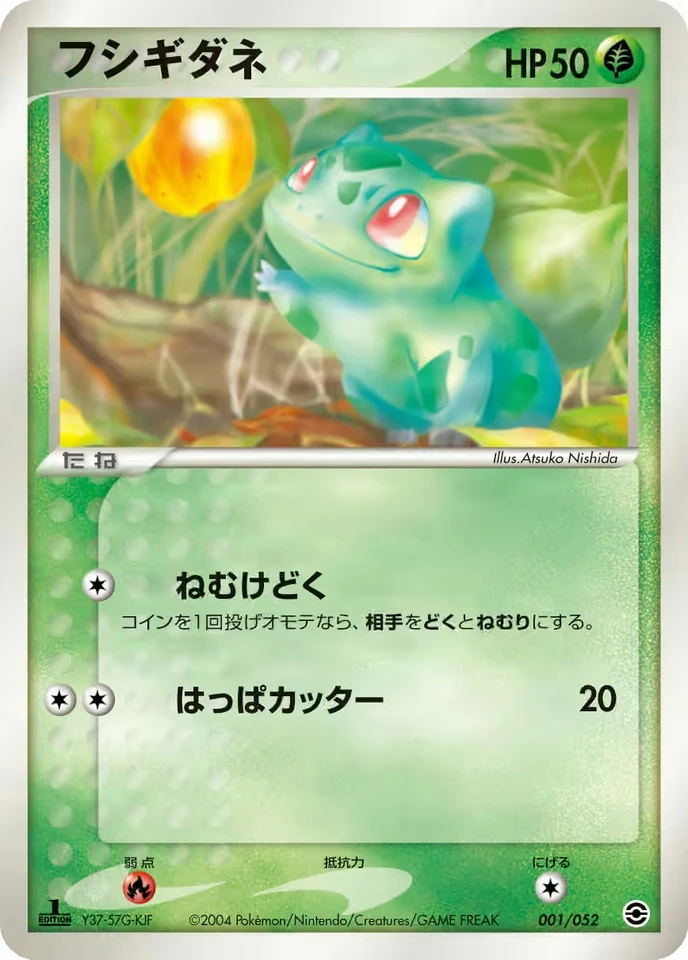 フシギダネ HP50
たね Illus.Atsuko Nishida
ねむけどく
コインを1回投げオモテなら、相手をどくとねむりにする。
はっぱカッター 20
弱点 抵抗力 にげる
1 EDITION Y37-57G-KJF ©2004 Pokémon/Nintendo/Creatures/GAME FREAK 001/052